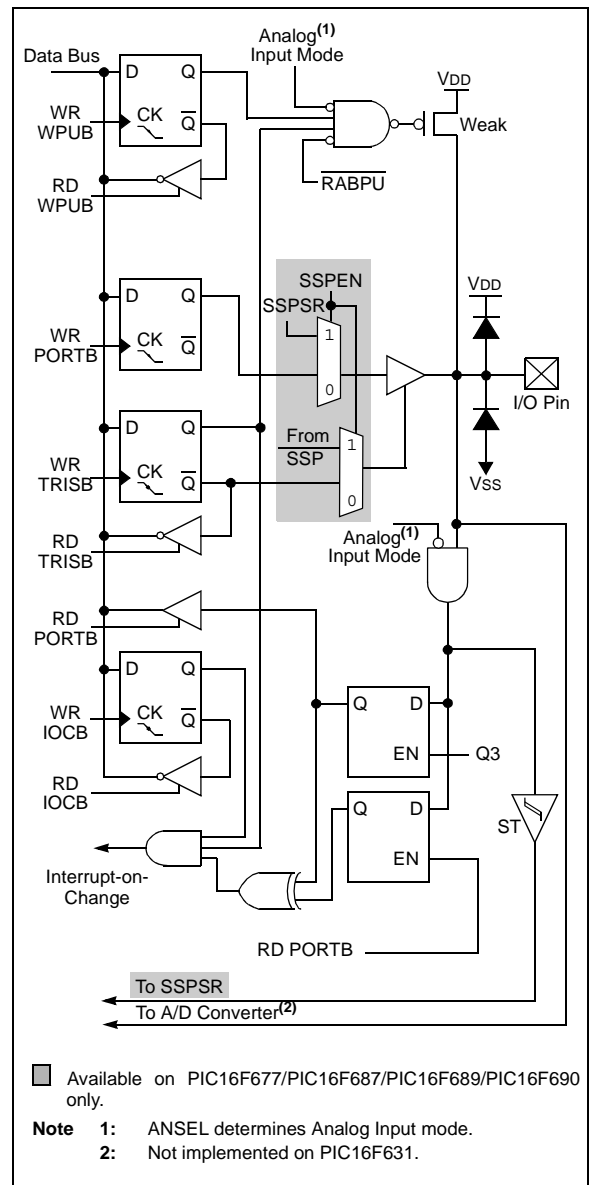 Analog(1)
Input Mode
Data Bus
D Q
VDD
WR
WPUB
CK Q
Weak
RD
WPUB
RABPU
SSPEN
SSPSR
VDD
D Q
1
WR
PORTB
CK Q
0
I/O Pin
D Q
From
SSP
1
WR
TRISB
CK Q
0
VSS
Analog(1)
Input Mode
RD
TRISB
RD
PORTB
D Q
WR
IOCB
CK Q
Q D
EN
Q3
RD
IOCB
Q D
ST
EN
Interrupt-on-
Change
RD PORTB
To SSPSR
To A/D Converter(2)
Available on PIC16F677/PIC16F687/PIC16F689/PIC16F690
only.
Note 1: ANSEL determines Analog Input mode.
2: Not implemented on PIC16F631.